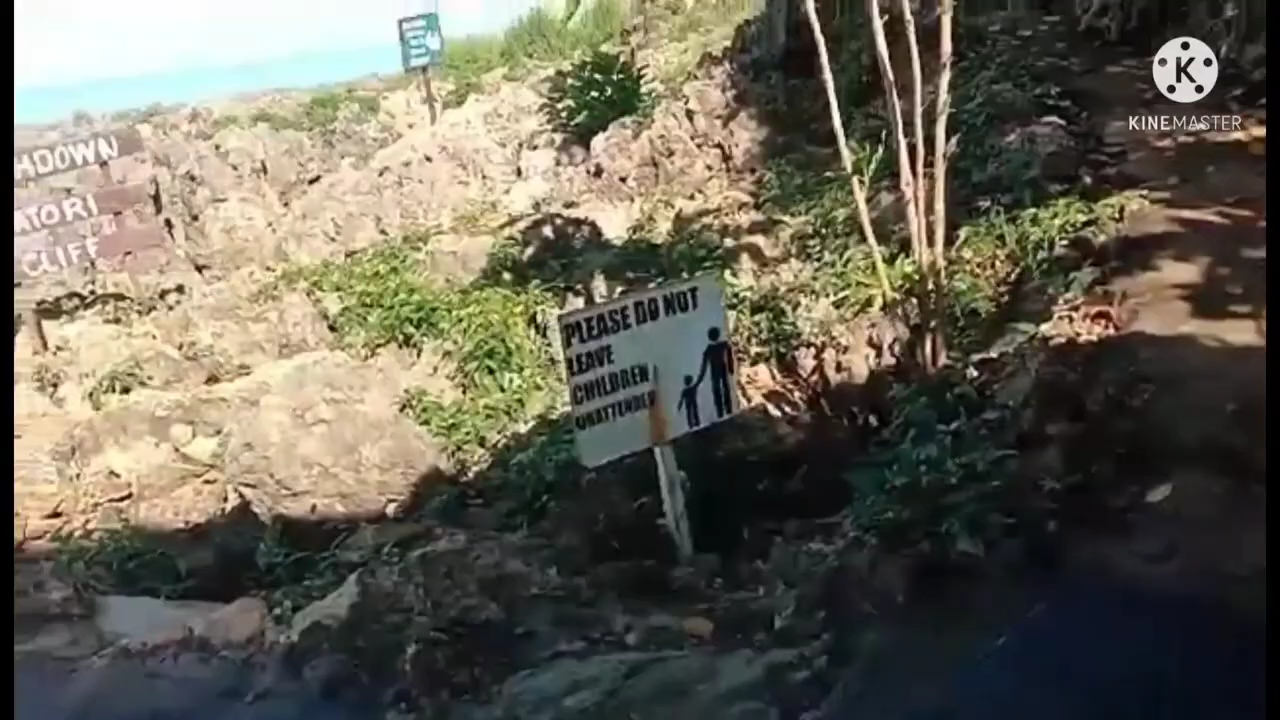 HDOWN
ATORI
CLIFF
PLEASE DO NOT
LEAVE
CHILDREN
UNATTENDED
K
KINEMASTER